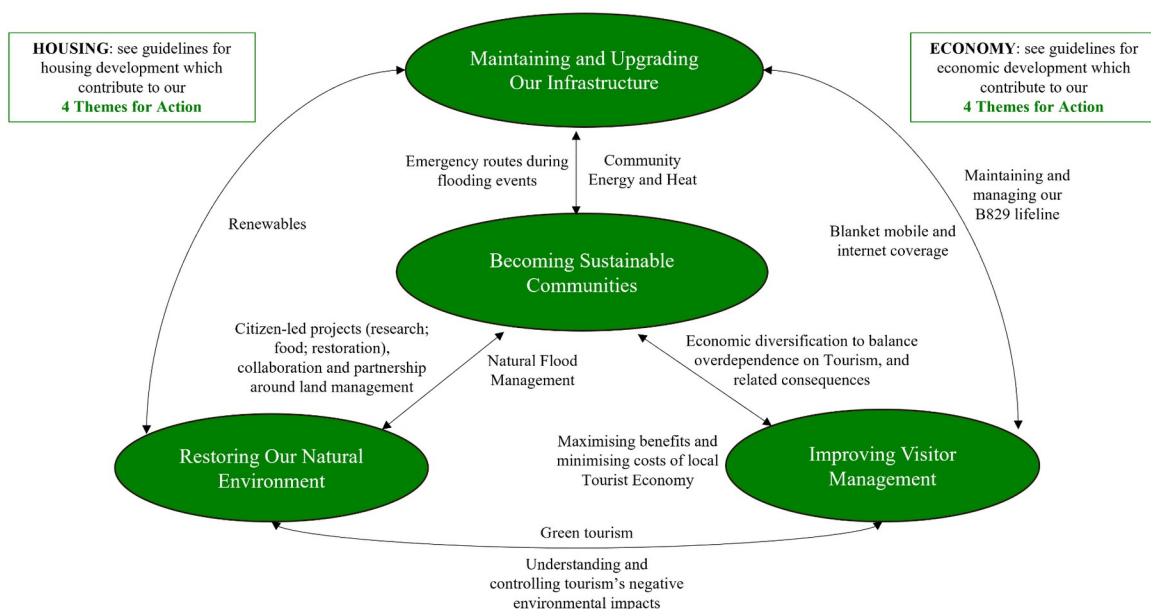 HOUSING: see guidelines for
housing development which
contribute to our
4 Themes for Action
Maintaining and Upgrading
Our Infrastructure
ECONOMY: see guidelines for
economic development which
contribute to our
4 Themes for Action
Emergency routes during
flooding events
Community
Energy and Heat
Maintaining and
managing our
B829 lifeline
Renewables
Blanket mobile and
internet coverage
Becoming Sustainable
Communities
Citizen-led projects (research;
food; restoration),
collaboration and partnership
around land management
Natural Flood
Management
Economic diversification to balance
overdependence on Tourism, and
related consequences
Restoring Our Natural
Environment
Maximising benefits and
minimising costs of local
Tourist Economy
Improving Visitor
Management
Green tourism
Understanding and
controlling tourism's negative
environmental impacts